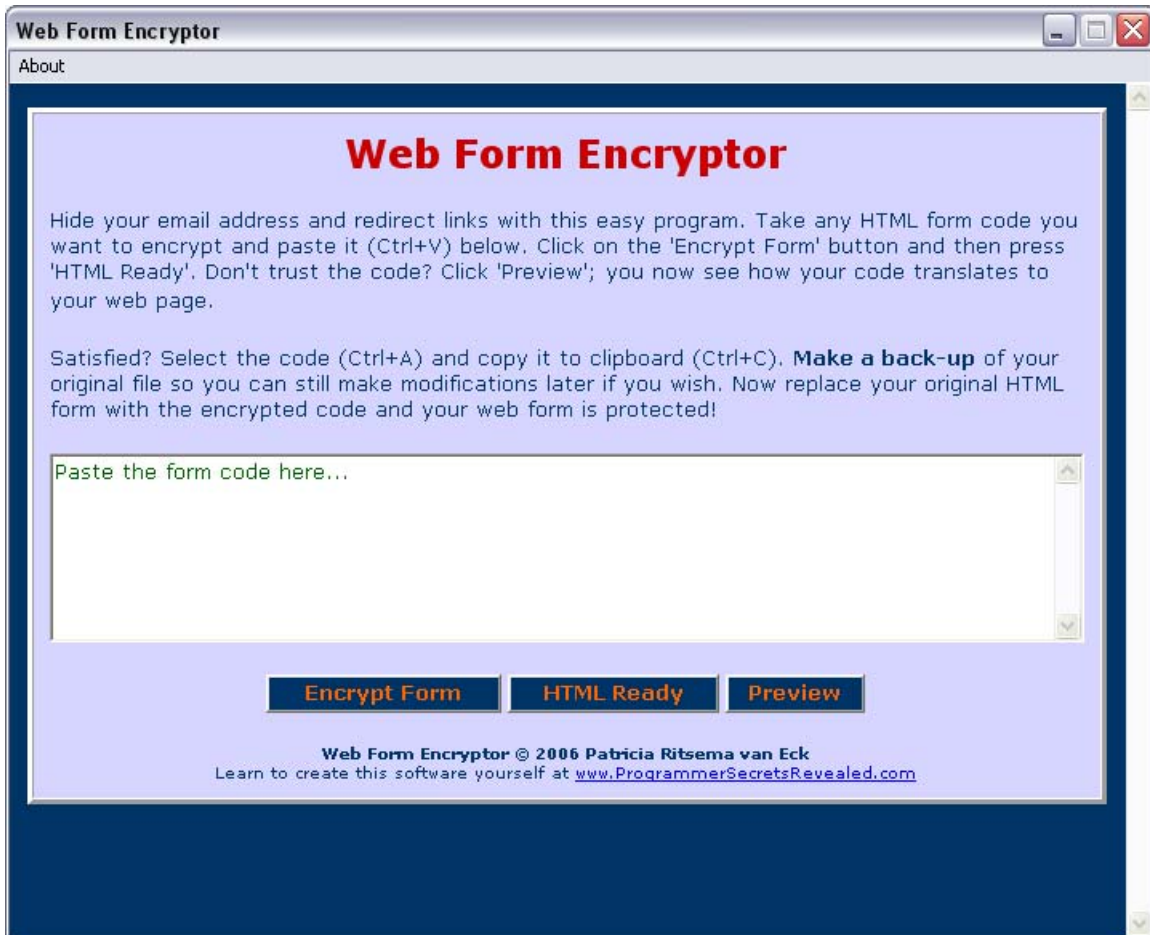 Web Form Encryptor
About
Web Form Encryptor
Hide your email address and redirect links with this easy program. Take any HTML form code you
want to encrypt and paste it (Ctrl+V) below. Click on the 'Encrypt Form' button and then press
'HTML Ready'. Don't trust the code? Click 'Preview'; you now see how your code translates to
your web page.
Satisfied? Select the code (Ctrl+A) and copy it to clipboard (Ctrl+C). Make a back-up of your
original file so you can still make modifications later if you wish. Now replace your original HTML
form with the encrypted code and your web form is protected!
Paste the form code here...
Encrypt Form HTML Ready Preview
Web Form Encryptor © 2006 Patricia Ritsema van Eck
Learn to create this software yourself at www.ProgrammerSecretsRevealed.com